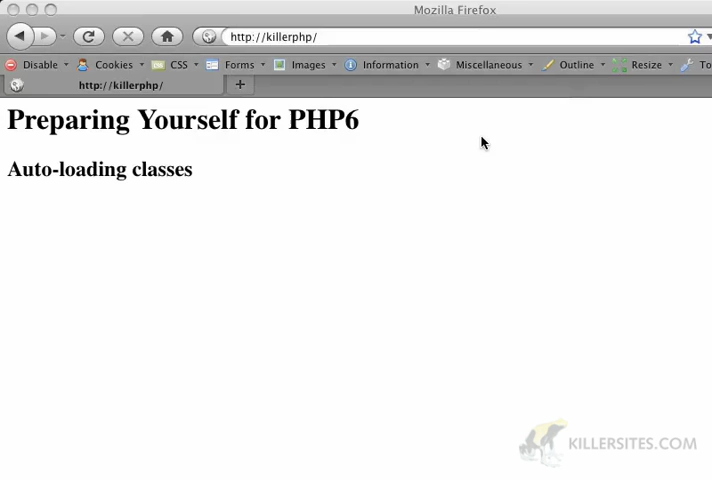 Mozilla Firefox
http://killerphp/
Disable Cookies CSS Forms Images Information Miscellaneous Outline Resize To
http://killerphp/
Preparing Yourself for PHP6
Auto-loading classes
KILLERSITES.COM